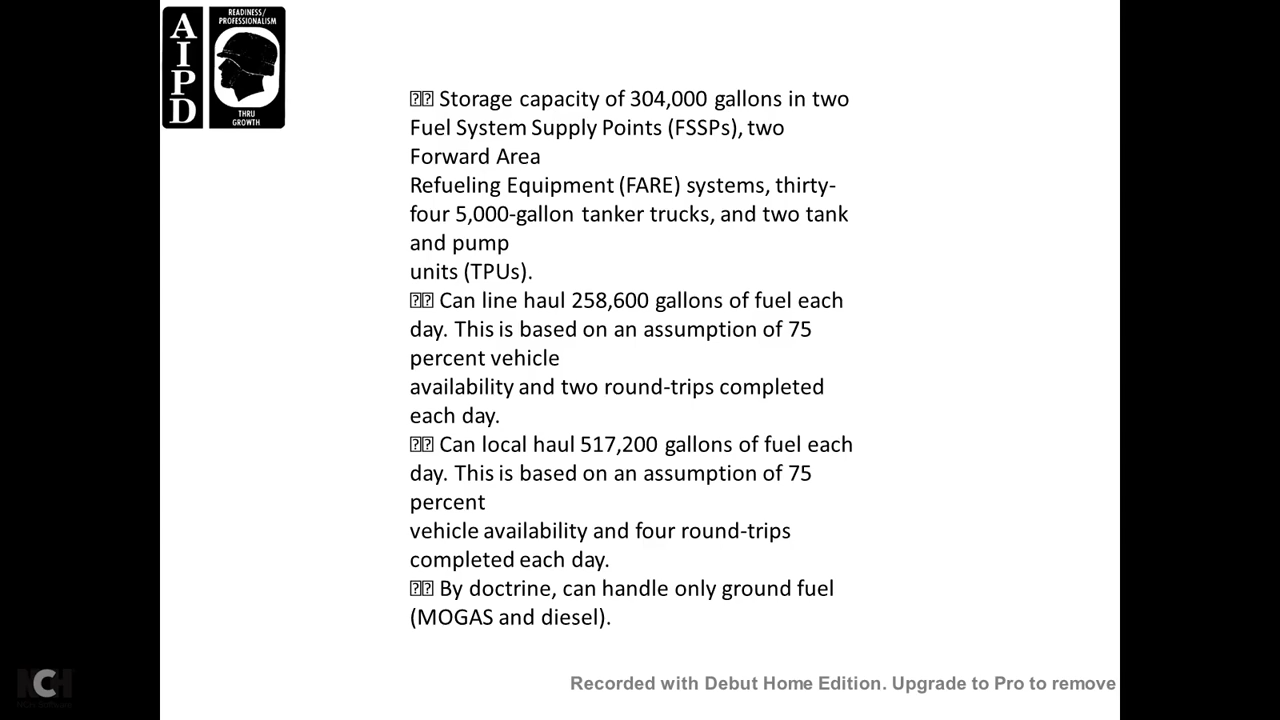 AIPD
READINESS/
PROFESSIONALISM
THRU
GROWTH
⍰⍰ Storage capacity of 304,000 gallons in two
Fuel System Supply Points (FSSPs), two
Forward Area
Refueling Equipment (FARE) systems, thirty-
four 5,000-gallon tanker trucks, and two tank
and pump
units (TPUs).
⍰⍰ Can line haul 258,600 gallons of fuel each
day. This is based on an assumption of 75
percent vehicle
availability and two round-trips completed
each day.
⍰⍰ Can local haul 517,200 gallons of fuel each
day. This is based on an assumption of 75
percent
vehicle availability and four round-trips
completed each day.
⍰⍰ By doctrine, can handle only ground fuel
(MOGAS and diesel).
Recorded with Debut Home Edition. Upgrade to Pro to remove
NCH
NCH Software